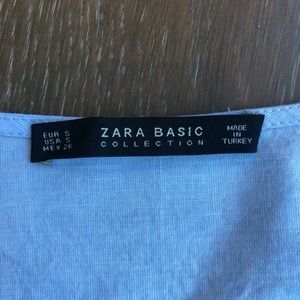 EUR S
USA S
MEX 26
ZARA BASIC
COLLECTION
MADE
IN
TURKEY